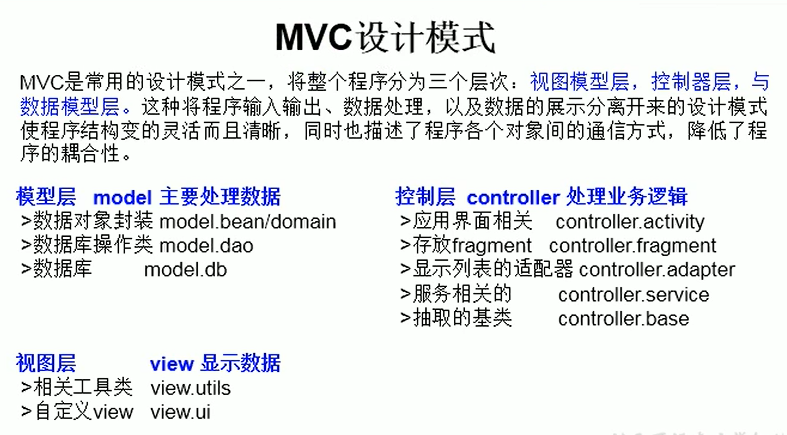 MVC设计模式
MVC是常用的设计模式之一，将整个程序分为三个层次：视图模型层，控制器层，与
数据模型层。这种将程序输入输出、数据处理，以及数据的展示分离开来的设计模式
使程序结构变的灵活而且清晰，同时也描述了程序各个对象间的通信方式，降低了程
序的耦合性。
模型层 model 主要处理数据
>数据对象封装 model.bean/domain
>数据库操作类 model.dao
>数据库 model.db
控制层 controller 处理业务逻辑
>应用界面相关 controller.activity
>存放fragment controller.fragment
>显示列表的适配器 controller.adapter
>服务相关的 controller.service
>抽取的基类 controller.base
视图层 view 显示数据
>相关工具类 view.utils
>自定义view view.ui